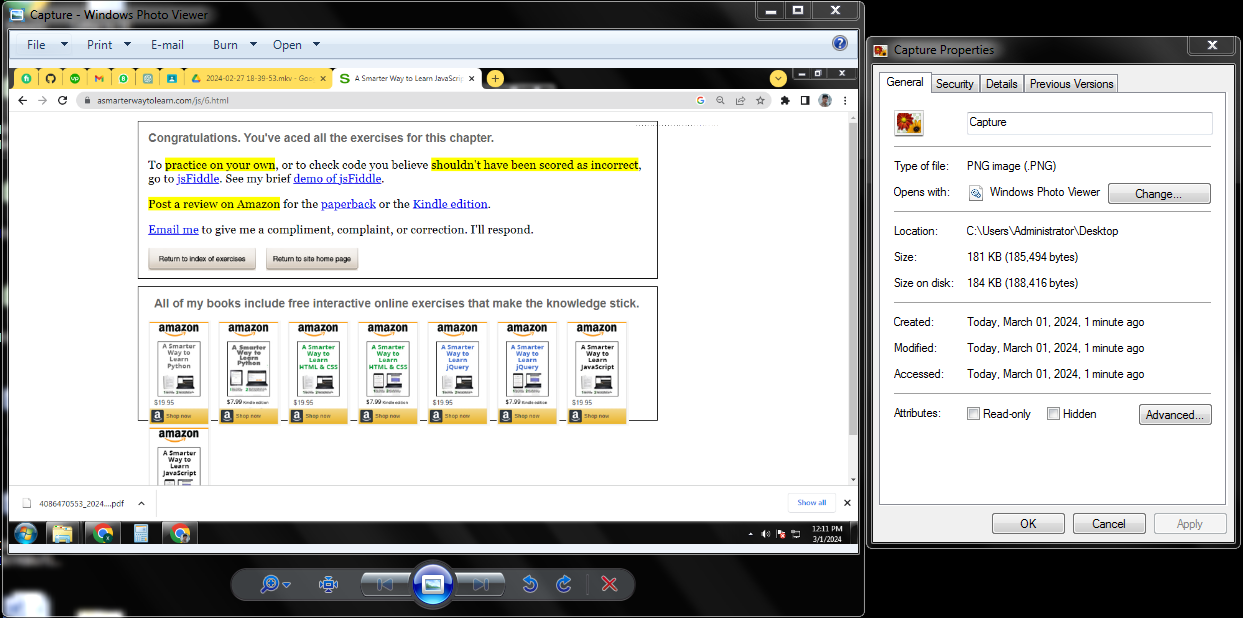 Capture - Windows Photo Viewer
File Print E-mail Burn Open
2024-02-27 18-39-53.mkv - Goo
A Smarter Way to Learn JavaScrip
asmarterwaytolearn.com/js/6.html
Congratulations. You've aced all the exercises for this chapter.
To practice on your own, or to check code you believe shouldn't have been scored as incorrect,
go to jsFiddle. See my brief demo of jsFiddle.
Post a review on Amazon for the paperback or the Kindle edition.
Email me to give me a compliment, complaint, or correction. I'll respond.
Return to index of exercises Return to site home page
All of my books include free interactive online exercises that make the knowledge stick.
amazon amazon amazon amazon amazon amazon amazon
A Smarter A Smarter A Smarter A Smarter A Smarter A Smarter A Smarter
Way to Way to Way to Way to Way to Way to Way to
Learn Learn Learn Learn Learn Learn Learn
Python Python HTML & CSS HTML & CSS jQuery jQuery JavaScript
$19.95 $7.99 Kindle edition $19.95 $7.99 Kindle edition $19.95 $7.99 Kindle edition $19.95
Shop now Shop now Shop now Shop now Shop now Shop now Shop now
amazon
A Smarter
Way to
Learn
JavaScript
4086470553_2024....pdf
Show all
12:11 PM
3/1/2024
Capture Properties
General Security Details Previous Versions
Capture
Type of file: PNG image (.PNG)
Opens with: Windows Photo Viewer Change...
Location: C:\Users\Administrator\Desktop
Size: 181 KB (185,494 bytes)
Size on disk: 184 KB (188,416 bytes)
Created: Today, March 01, 2024, 1 minute ago
Modified: Today, March 01, 2024, 1 minute ago
Accessed: Today, March 01, 2024, 1 minute ago
Attributes: Read-only Hidden Advanced...
OK Cancel Apply